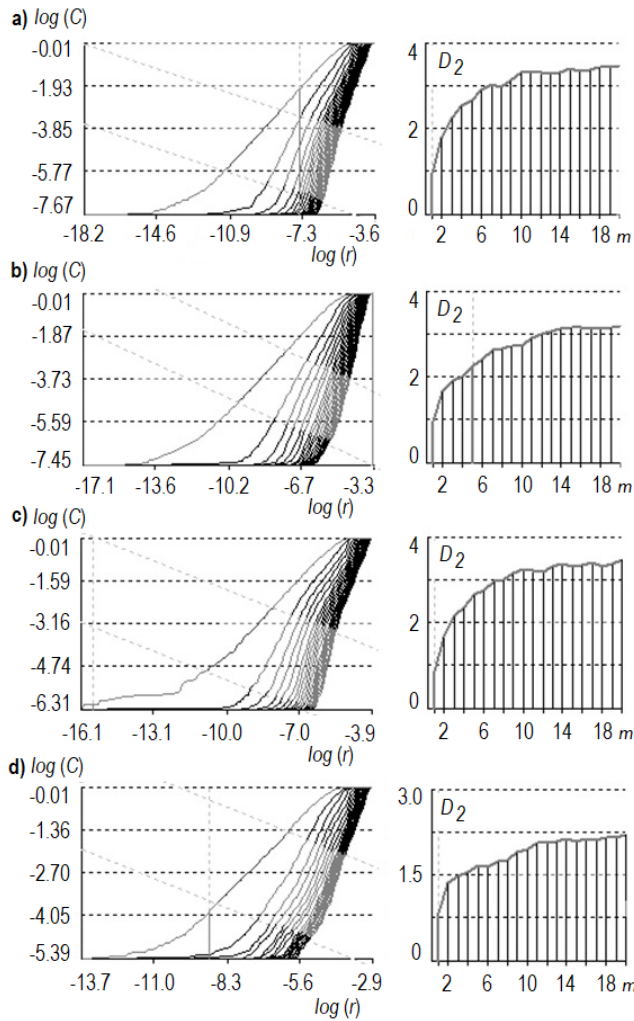 a) log (C)
-0.01
-1.93
-3.85
-5.77
-7.67
-18.2 -14.6 -10.9 -7.3 -3.6
log (r)
4
D2
2
0
2 6 10 14 18 m
b) log (C)
-0.01
-1.87
-3.73
-5.59
-7.45
-17.1 -13.6 -10.2 -6.7 -3.3
log (r)
4
D2
2
0
2 6 10 14 18 m
c) log (C)
-0.01
-1.59
-3.16
-4.74
-6.31
-16.1 -13.1 -10.0 -7.0 -3.9
log (r)
4
D2
2
0
2 6 10 14 18 m
d) log (C)
-0.01
-1.36
-2.70
-4.05
-5.39
-13.7 -11.0 -8.3 -5.6 -2.9
log (r)
3.0
D2
1.5
0
2 6 10 14 18 m